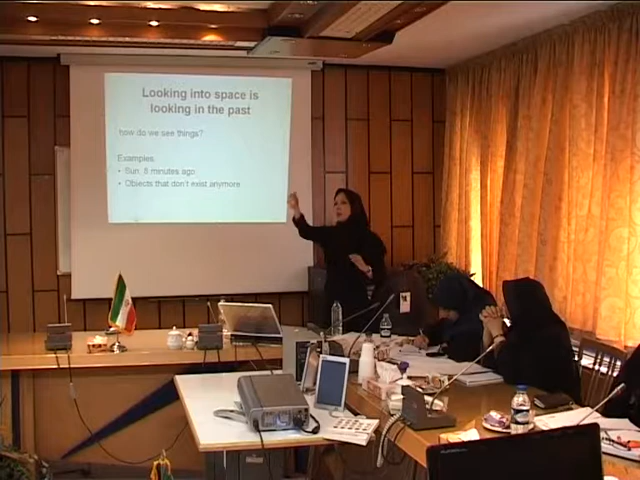 Looking into space is
looking in the past
how do we see things?
Examples
• Sun, 8 minutes ago
• Objects that don't exist anymore